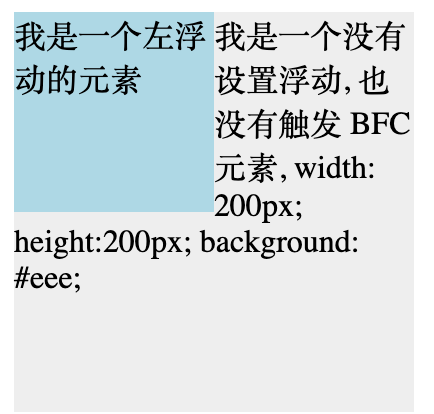 我是一个左浮
动的元素
我是一个没有
设置浮动, 也
没有触发 BFC
元素, width:
200px;
height:200px; background:
#eee;